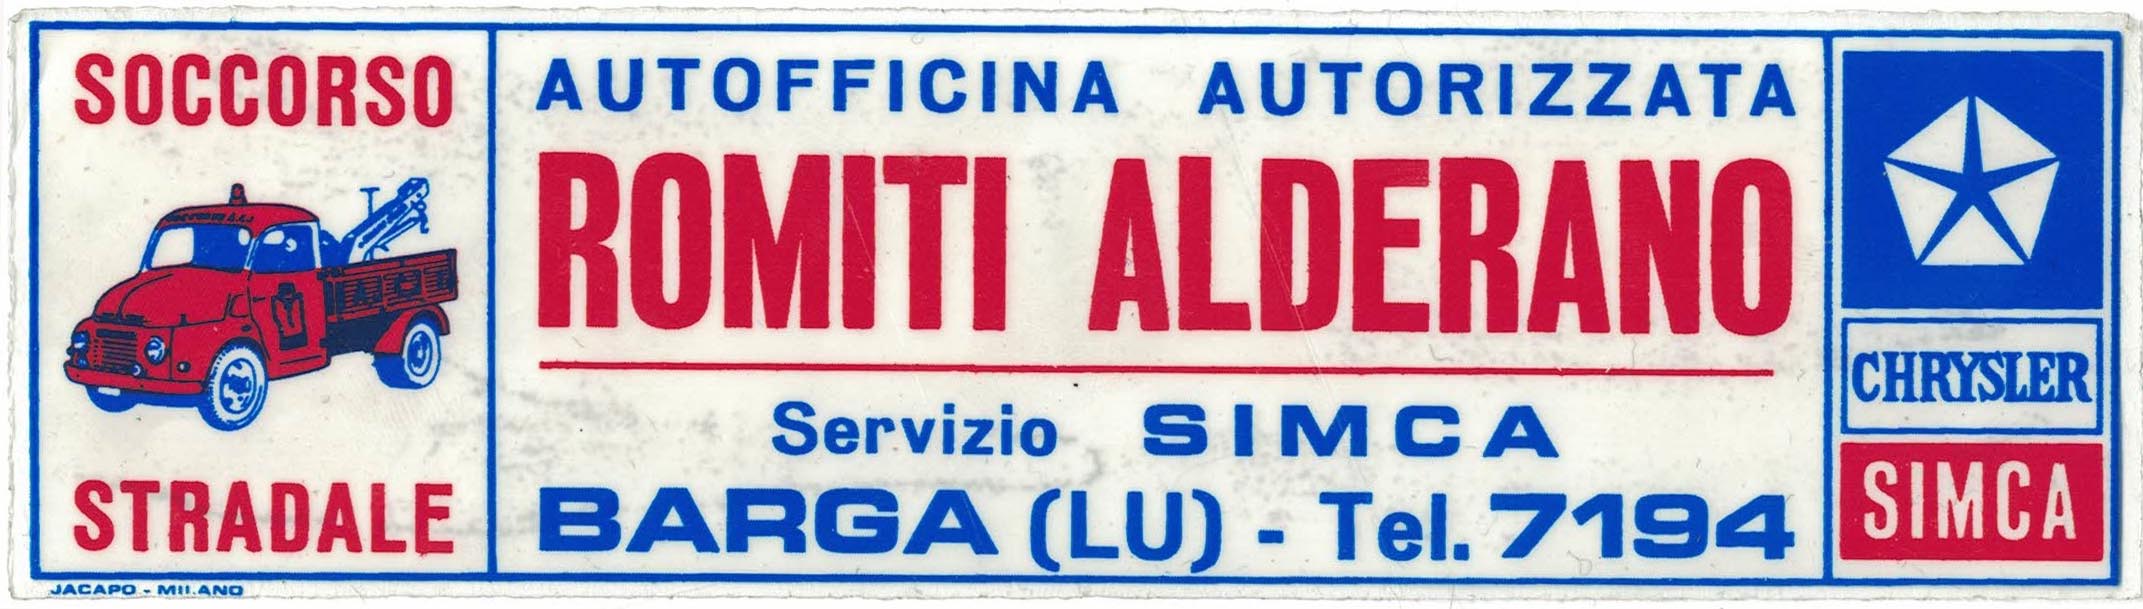 SOCCORSO
STRADALE
AUTOFFICINA AUTORIZZATA
ROMITI ALDERANO
Servizio SIMCA
BARGA (LU) - Tel. 7194
CHRYSLER
SIMCA
JACAPO - MILANO